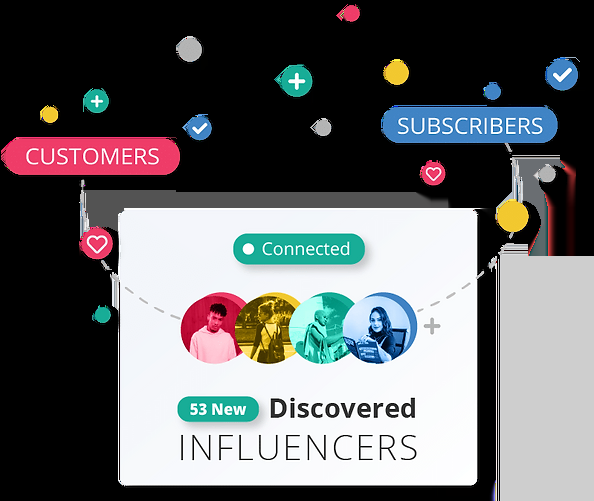 SUBSCRIBERS
CUSTOMERS
Connected
53 New Discovered
INFLUENCERS